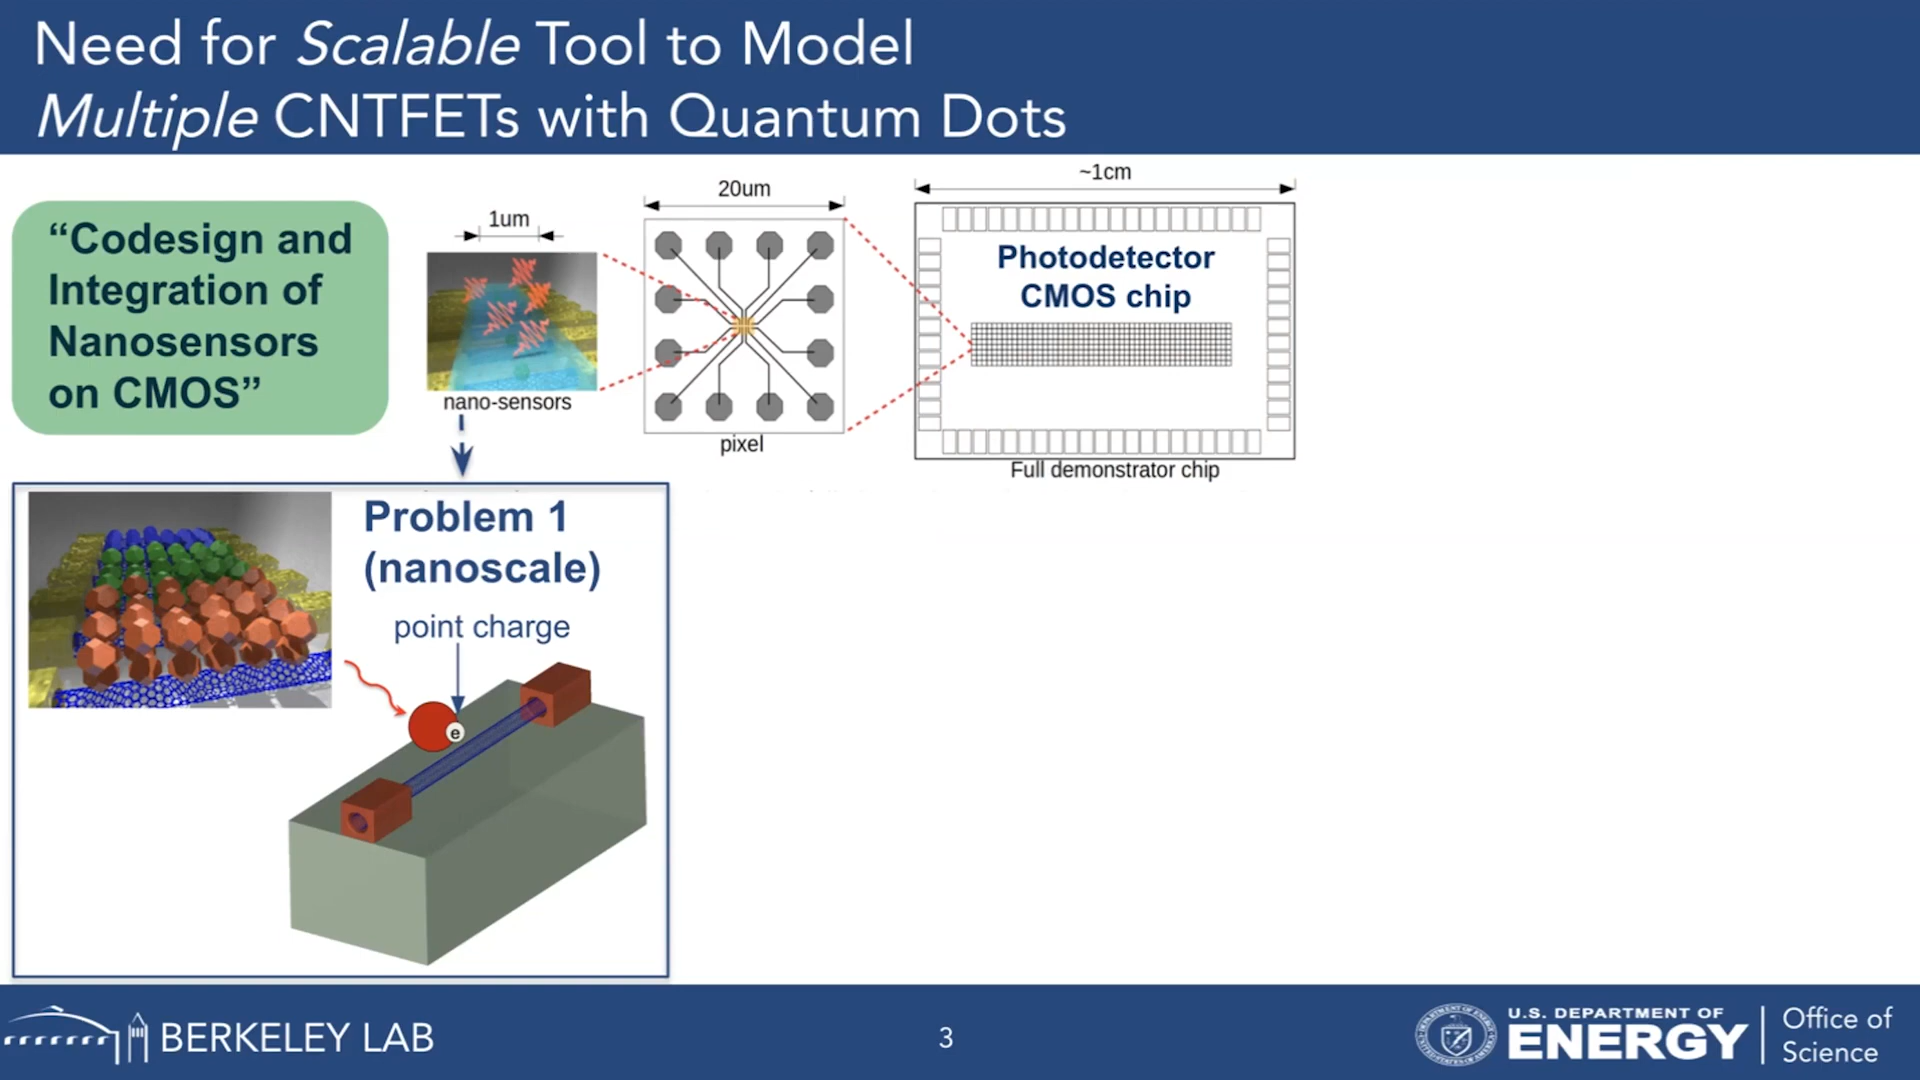 Need for Scalable Tool to Model
Multiple CNTFETs with Quantum Dots
“Codesign and
Integration of
Nanosensors
on CMOS”
1um
nano-sensors
20um
pixel
~1cm
Photodetector
CMOS chip
Full demonstrator chip
Problem 1
(nanoscale)
point charge
e
BERKELEY LAB
3
U.S. DEPARTMENT OF
ENERGY
Office of
Science